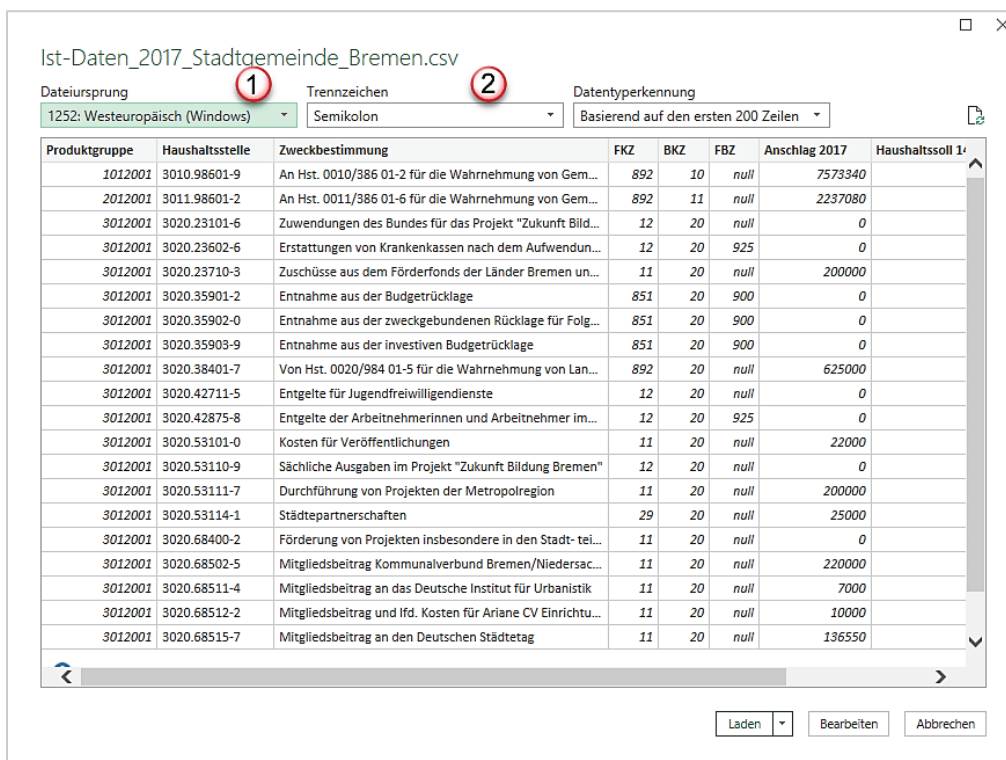 Ist-Daten_2017_Stadtgemeinde_Bremen.csv
1 2
Dateiursprung Trennzeichen Datentyperkennung
1252: Westeuropäisch (Windows) Semikolon Basierend auf den ersten 200 Zeilen
Produktgruppe Haushaltsstelle Zweckbestimmung FKZ BKZ FBZ Anschlag 2017 Haushaltssoll
1012001 3010.98601-9 An Hst. 0010/386 01-2 für die Wahrnehmung von Gem... 892 10 null 7573340
2012001 3011.98601-2 An Hst. 0011/386 01-6 für die Wahrnehmung von Gem... 892 11 null 2237080
3012001 3020.23101-6 Zuwendungen des Bundes für das Projekt "Zukunft Bild... 12 20 null 0
3012001 3020.23602-6 Erstattungen von Krankenkassen nach dem Aufwendun... 12 20 925 0
3012001 3020.23710-3 Zuschüsse aus dem Förderfonds der Länder Bremen un... 11 20 null 200000
3012001 3020.35901-2 Entnahme aus der Budgetrücklage 851 20 900 0
3012001 3020.35902-0 Entnahme aus der zweckgebundenen Rücklage für Folg... 851 20 900 0
3012001 3020.35903-9 Entnahme aus der investiven Budgetrücklage 851 20 900 0
3012001 3020.38401-7 Von Hst. 0020/984 01-5 für die Wahrnehmung von Lan... 892 20 null 625000
3012001 3020.42711-5 Entgelte für Jugendfreiwilligendienste 12 20 null 0
3012001 3020.42875-8 Entgelte der Arbeitnehmerinnen und Arbeitnehmer im... 12 20 925 0
3012001 3020.53101-0 Kosten für Veröffentlichungen 11 20 null 22000
3012001 3020.53110-9 Sächliche Ausgaben im Projekt "Zukunft Bildung Bremen" 12 20 null 0
3012001 3020.53111-7 Durchführung von Projekten der Metropolregion 11 20 null 200000
3012001 3020.53114-1 Städtepartnerschaften 29 20 null 25000
3012001 3020.68400-2 Förderung von Projekten insbesondere in den Stadt- tei... 11 20 null 0
3012001 3020.68502-5 Mitgliedsbeitrag Kommunalverbund Bremen/Niedersac... 11 20 null 220000
3012001 3020.68511-4 Mitgliedsbeitrag an das Deutsche Institut für Urbanistik 11 20 null 7000
3012001 3020.68512-2 Mitgliedsbeitrag und lfd. Kosten für Ariane CV Einrichtu... 11 20 null 10000
3012001 3020.68515-7 Mitgliedsbeitrag an den Deutschen Städtetag 11 20 null 136550
Laden Bearbeiten Abbrechen